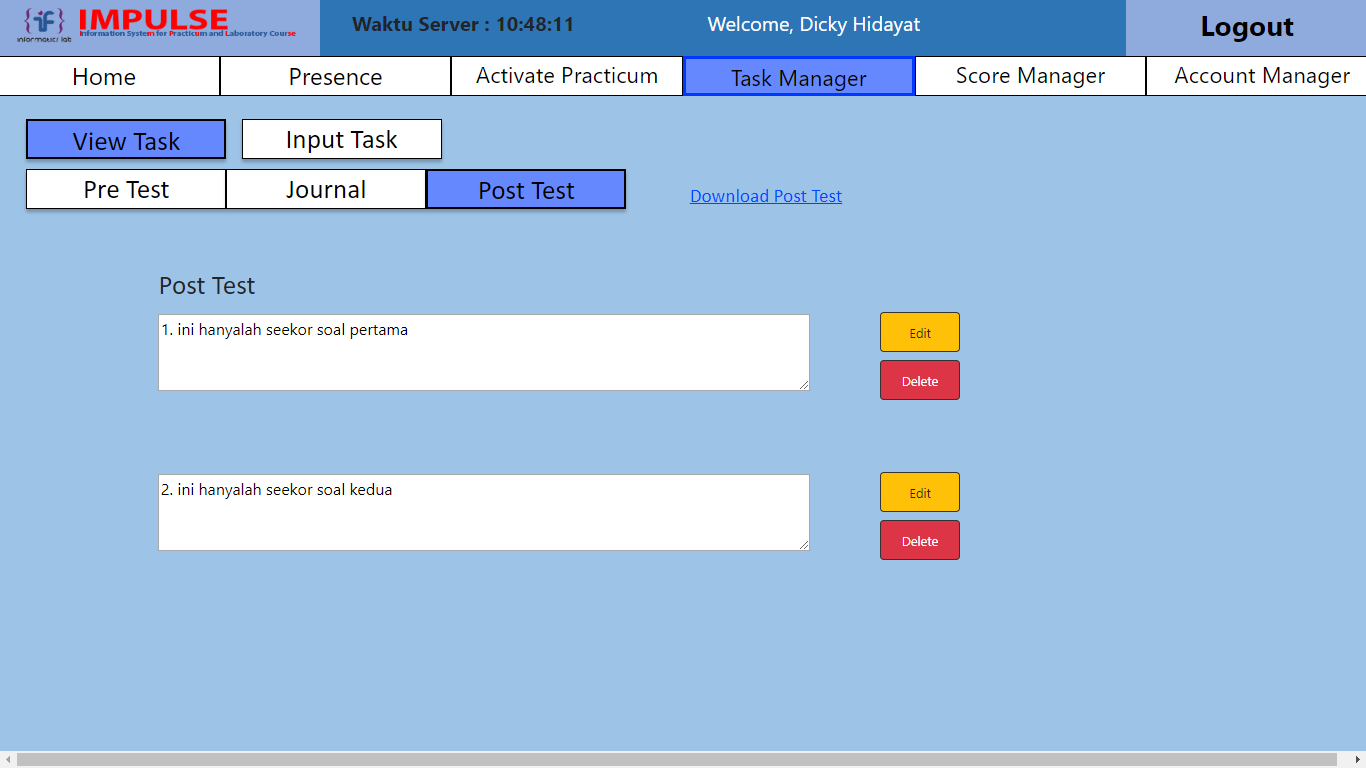 IMPULSE
Information System for Practicum and Laboratory Course
informatics lab
Waktu Server : 10:48:11
Welcome, Dicky Hidayat
Logout
Home
Presence
Activate Practicum
Task Manager
Score Manager
Account Manager
View Task
Input Task
Pre Test
Journal
Post Test
Download Post Test
Post Test
1. ini hanyalah seekor soal pertama
Edit
Delete
2. ini hanyalah seekor soal kedua
Edit
Delete